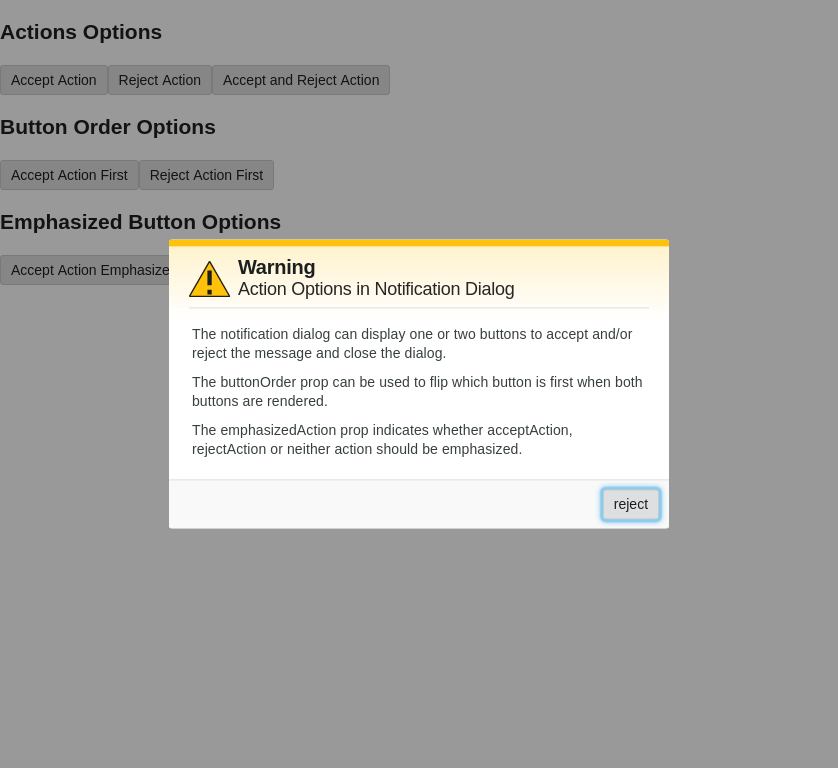 Actions Options
Accept Action Reject Action Accept and Reject Action
Button Order Options
Accept Action First Reject Action First
Emphasized Button Options
Accept Action Emphasize
Warning
Action Options in Notification Dialog
The notification dialog can display one or two buttons to accept and/or
reject the message and close the dialog.
The buttonOrder prop can be used to flip which button is first when both
buttons are rendered.
The emphasizedAction prop indicates whether acceptAction,
rejectAction or neither action should be emphasized.
reject